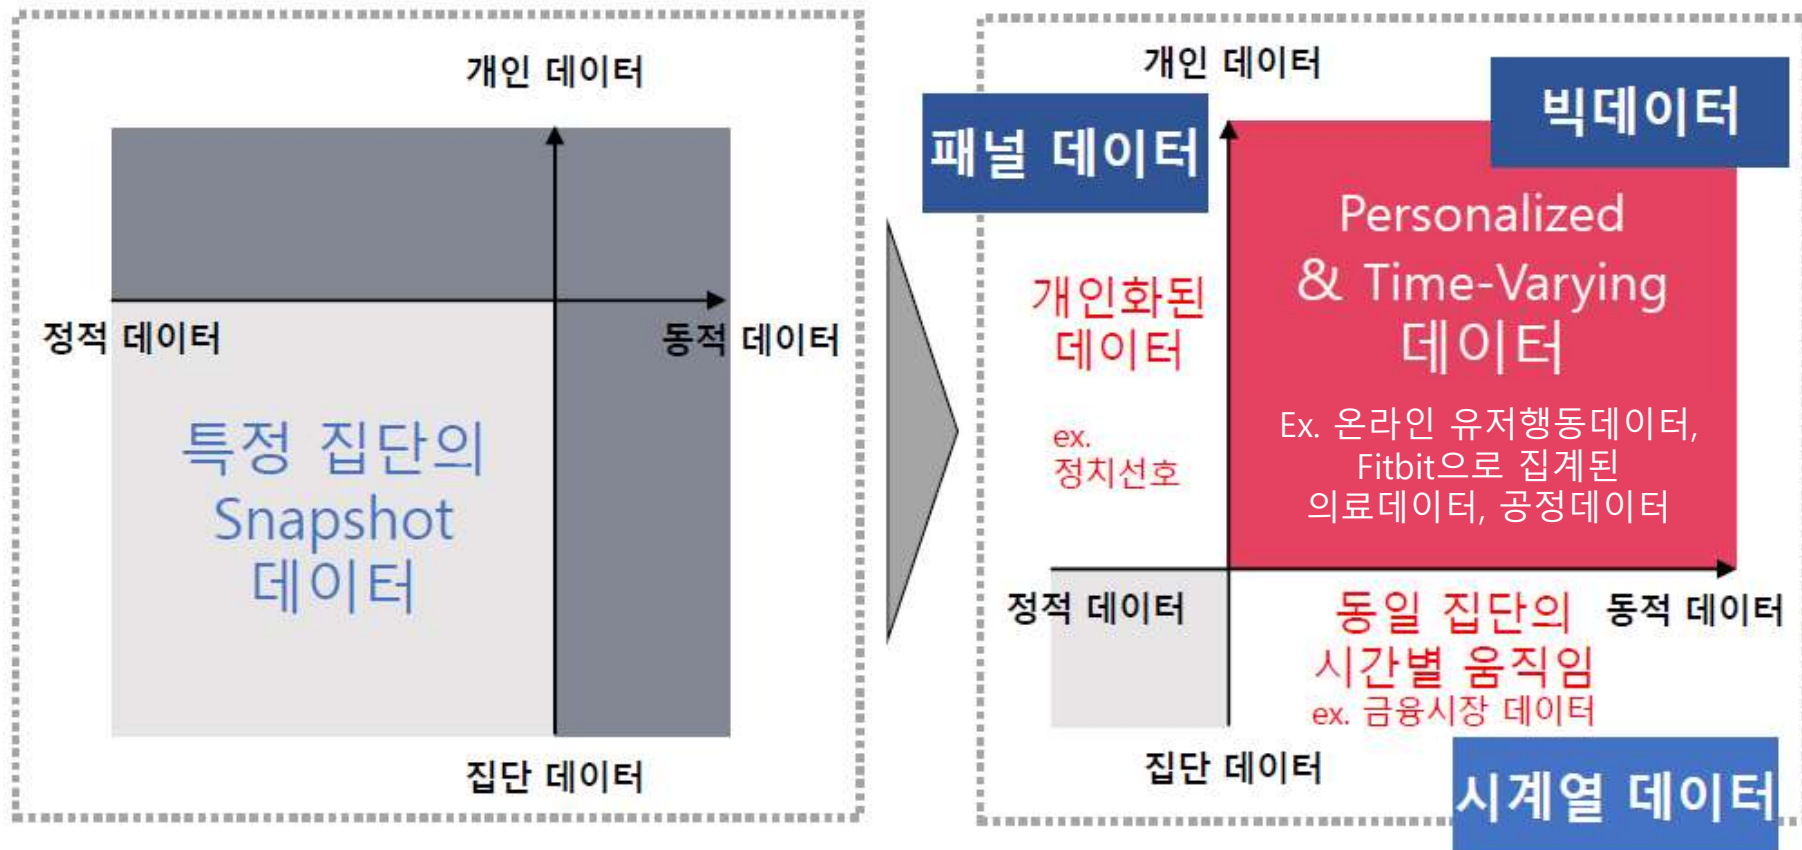 개인 데이터
정적 데이터
동적 데이터
특정 집단의
Snapshot
데이터
집단 데이터
개인 데이터
패널 데이터
빅데이터
개인화된
데이터
ex.
정치선호
Personalized
& Time-Varying
데이터
Ex. 온라인 유저행동데이터,
Fitbit으로 집계된
의료데이터, 공정데이터
정적 데이터
동적 데이터
동일 집단의
시간별 움직임
ex. 금융시장 데이터
집단 데이터
시계열 데이터